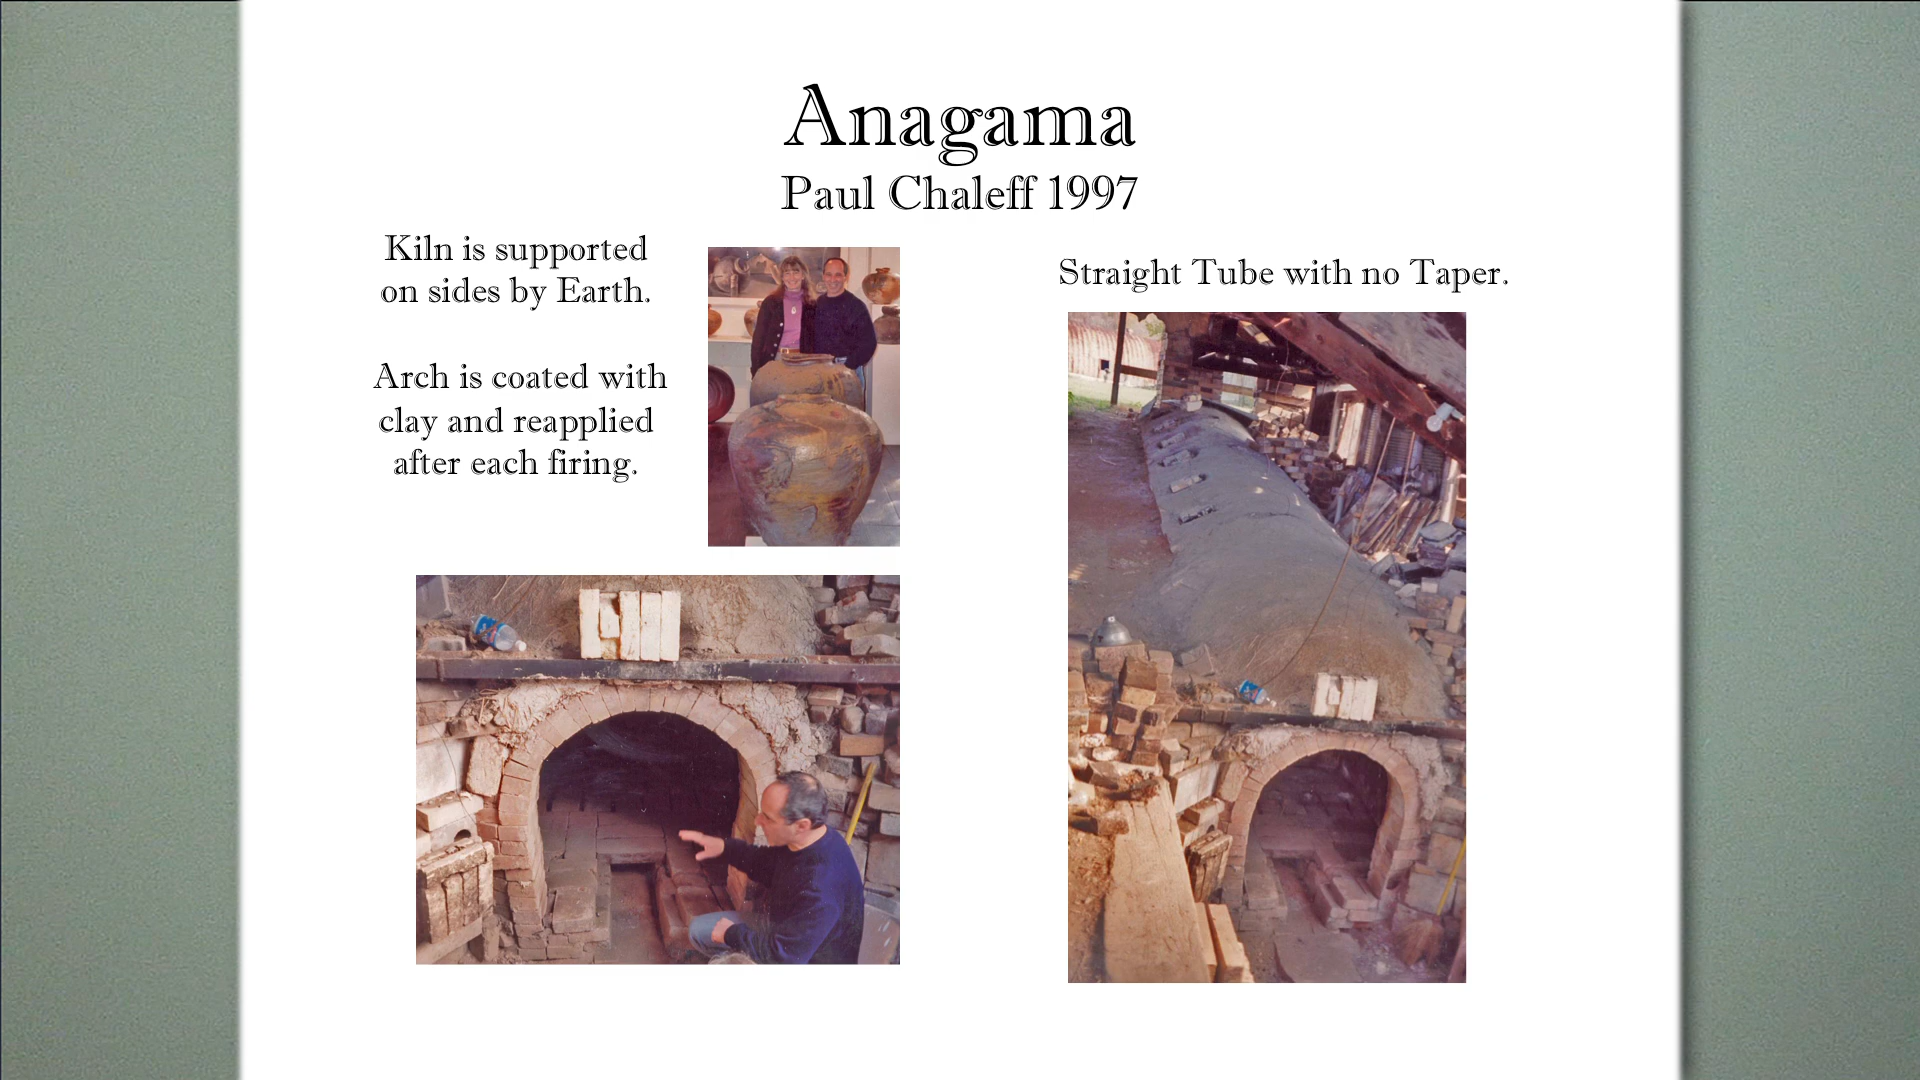 Anagama
Paul Chaleff 1997
Kiln is supported
on sides by Earth.
Arch is coated with
clay and reapplied
after each firing.
Straight Tube with no Taper.